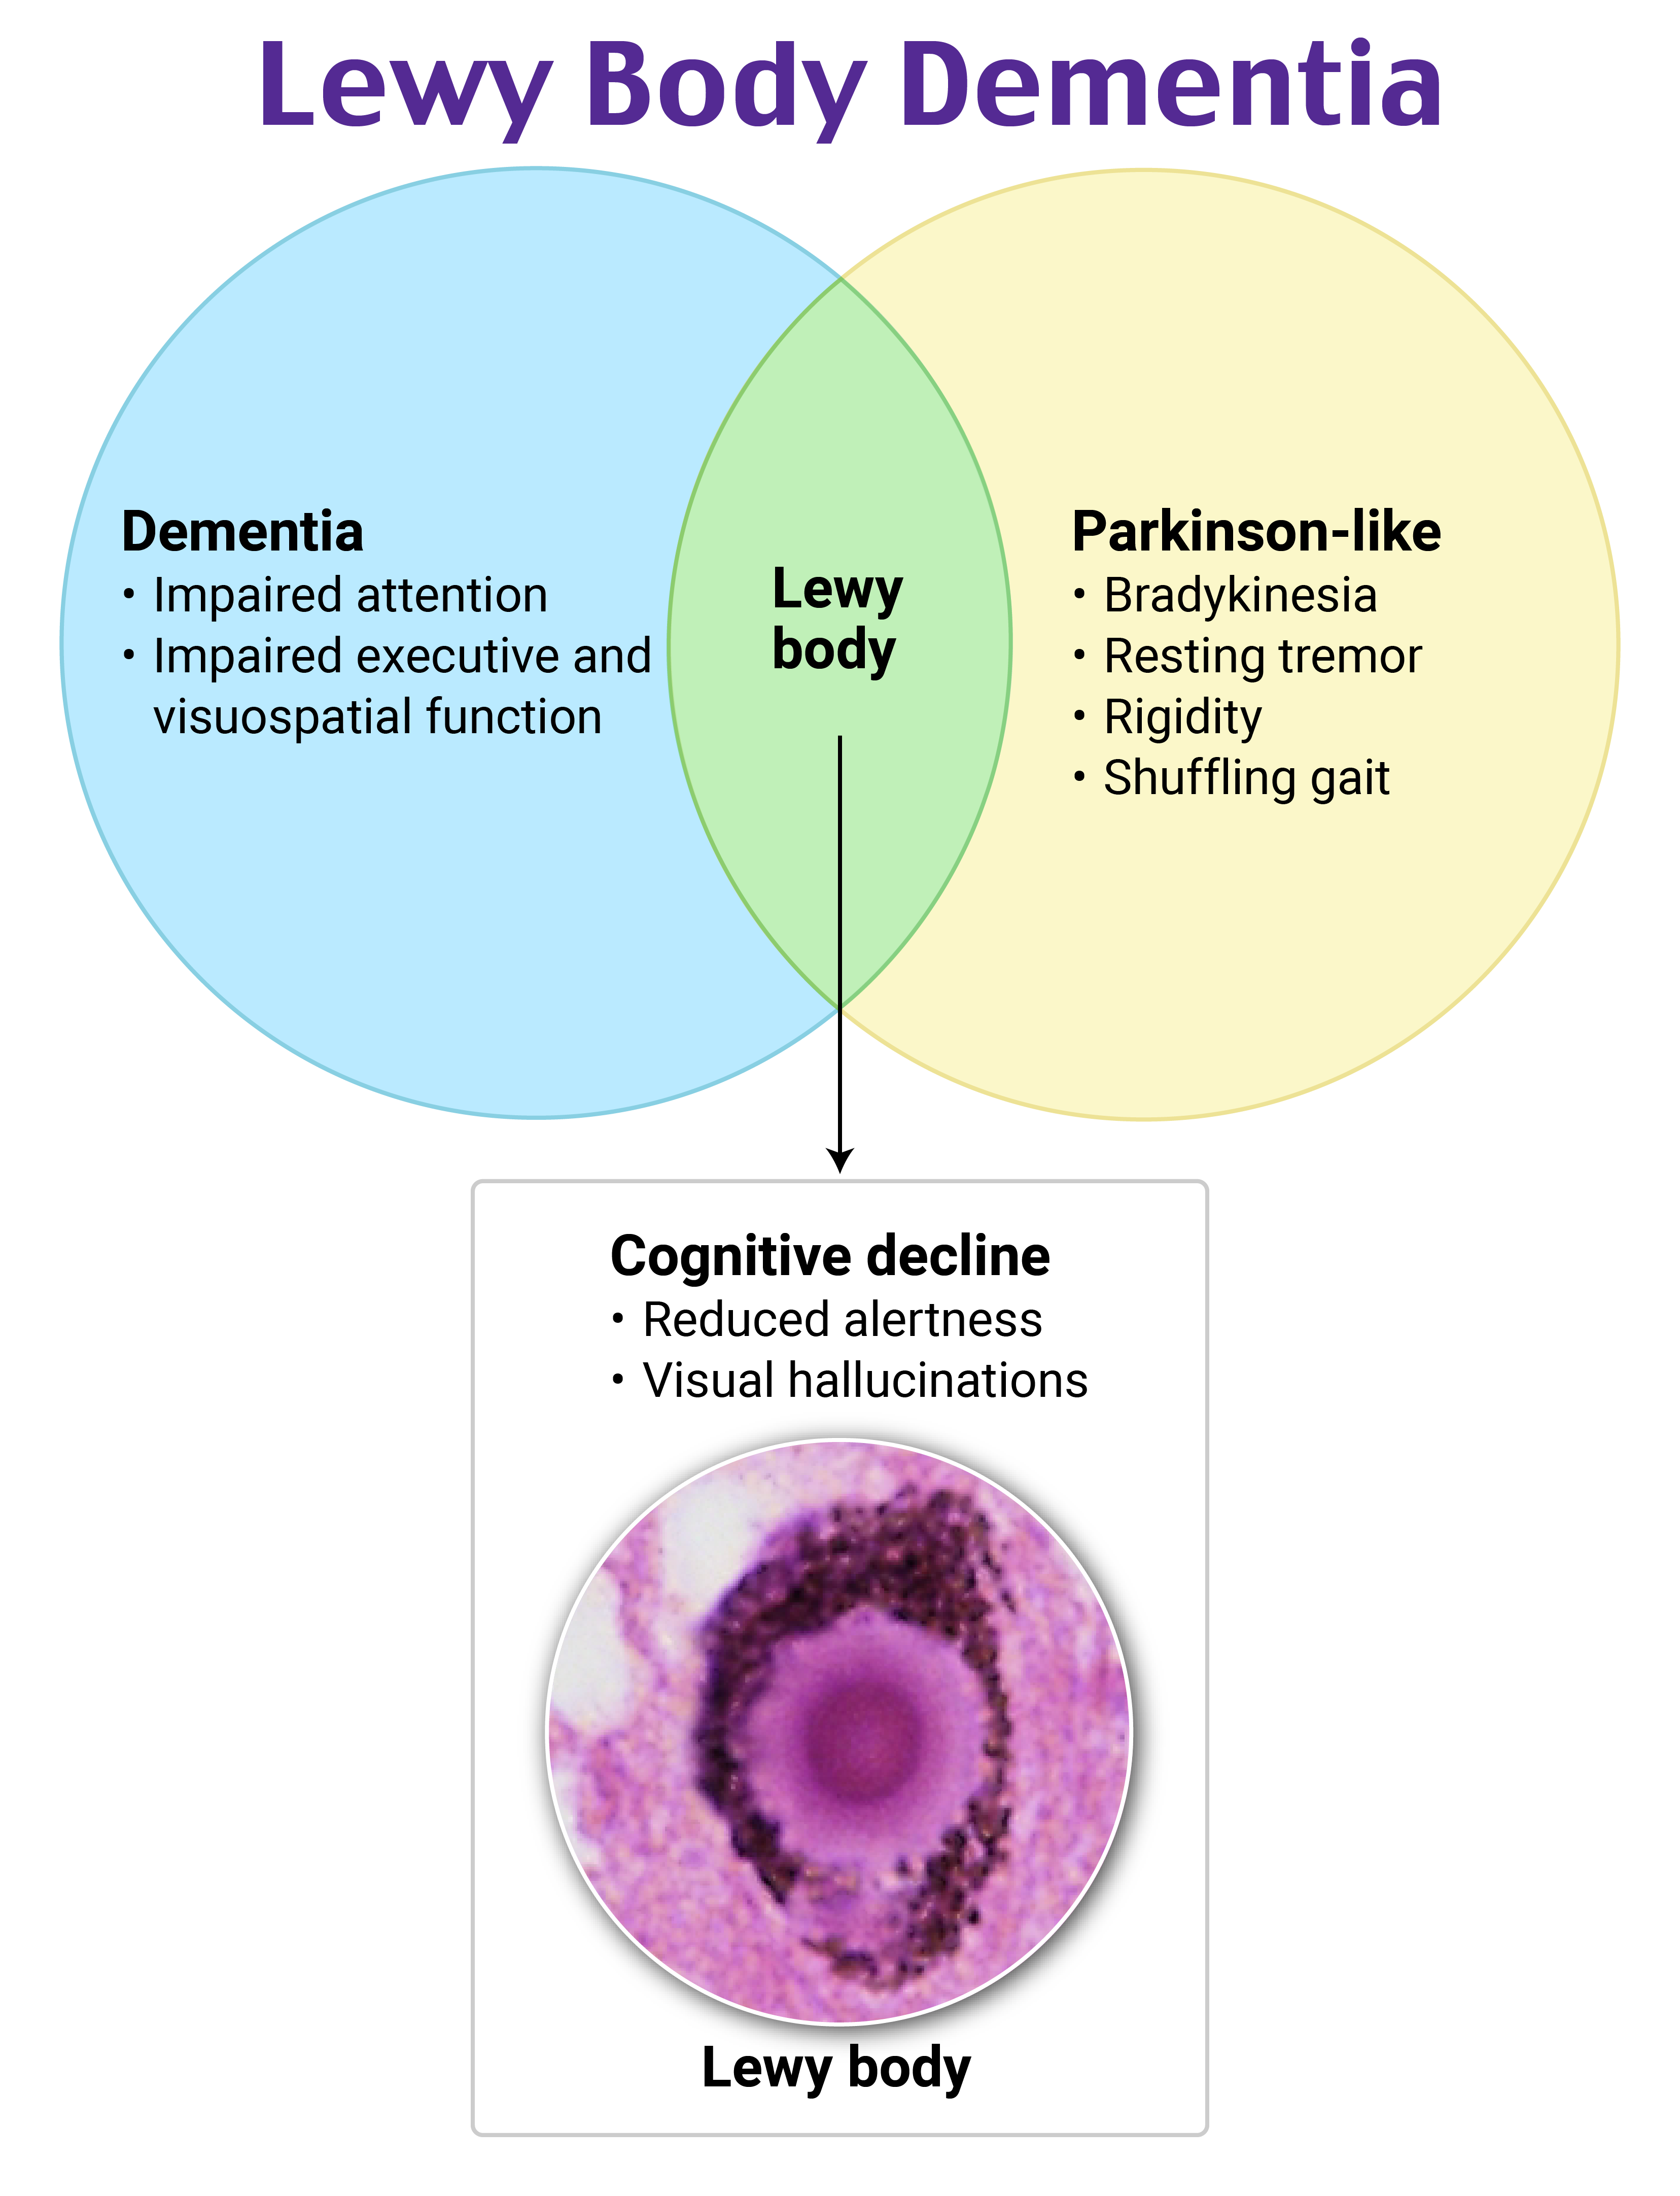 Lewy Body Dementia
Dementia
• Impaired attention
• Impaired executive and
visuospatial function
Lewy
body
Parkinson-like
• Bradykinesia
• Resting tremor
• Rigidity
• Shuffling gait
Cognitive decline
• Reduced alertness
• Visual hallucinations
Lewy body